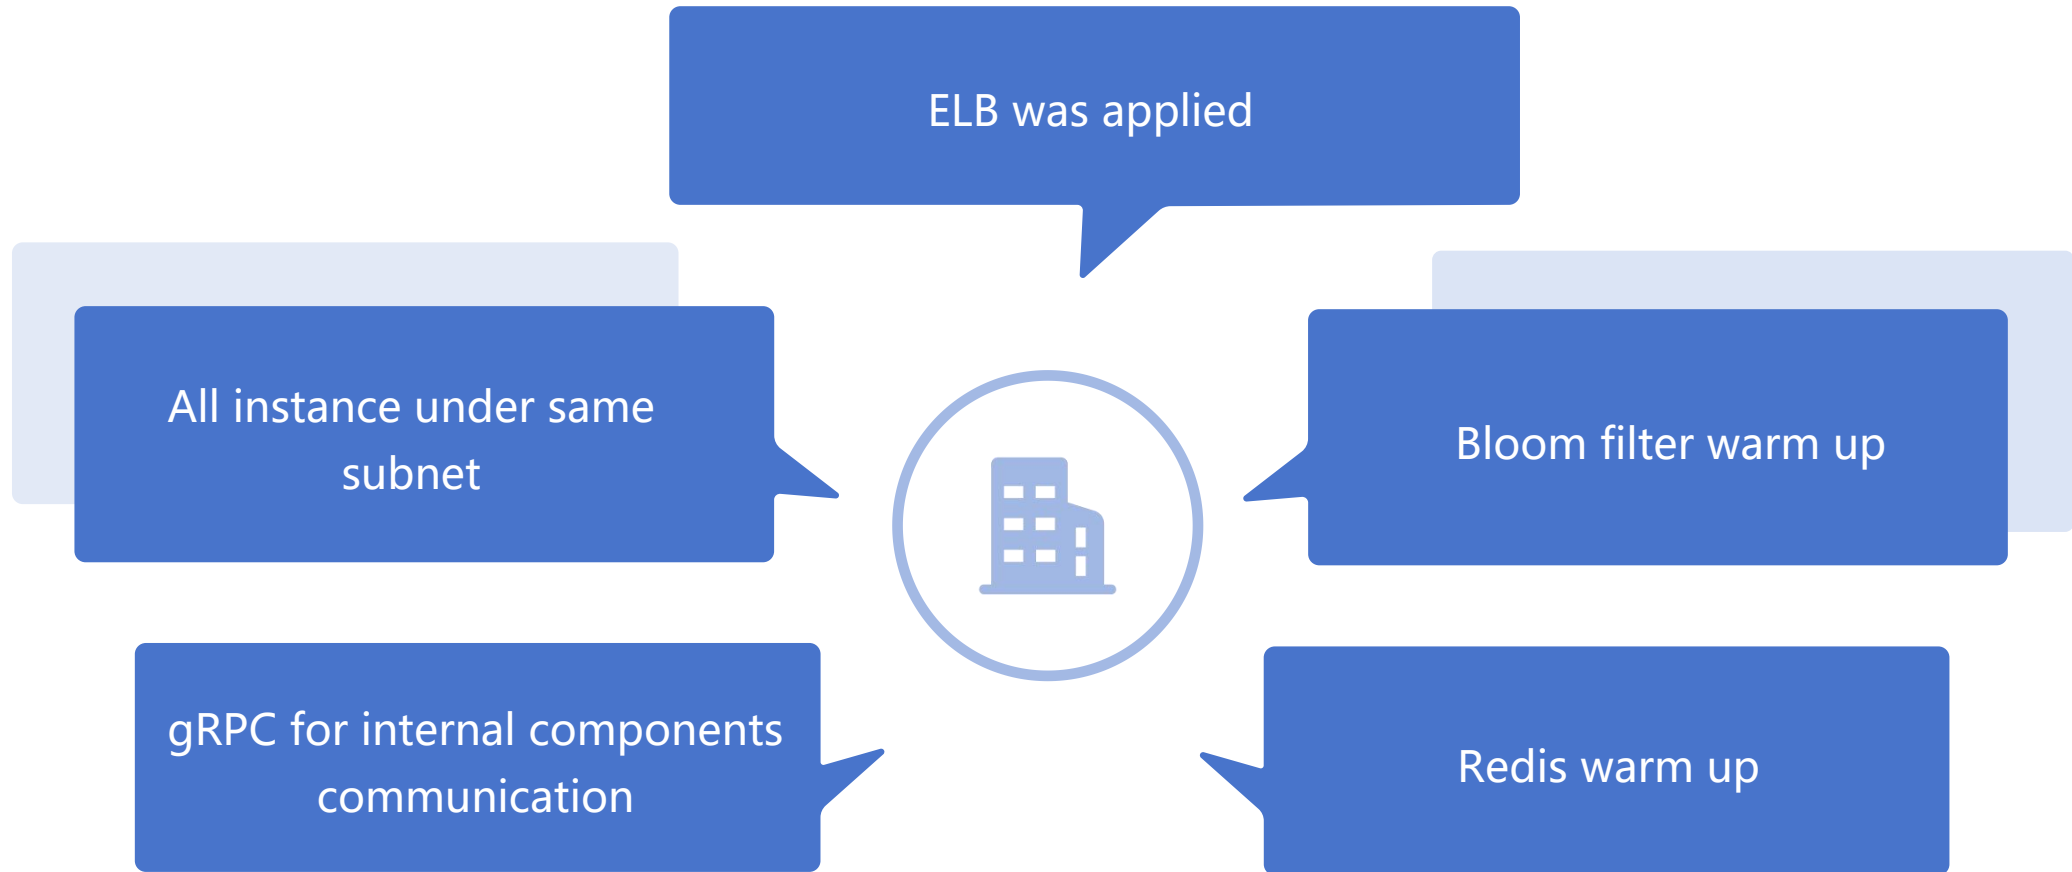 ELB was applied
All instance under same
subnet
Bloom filter warm up
gRPC for internal components
communication
Redis warm up